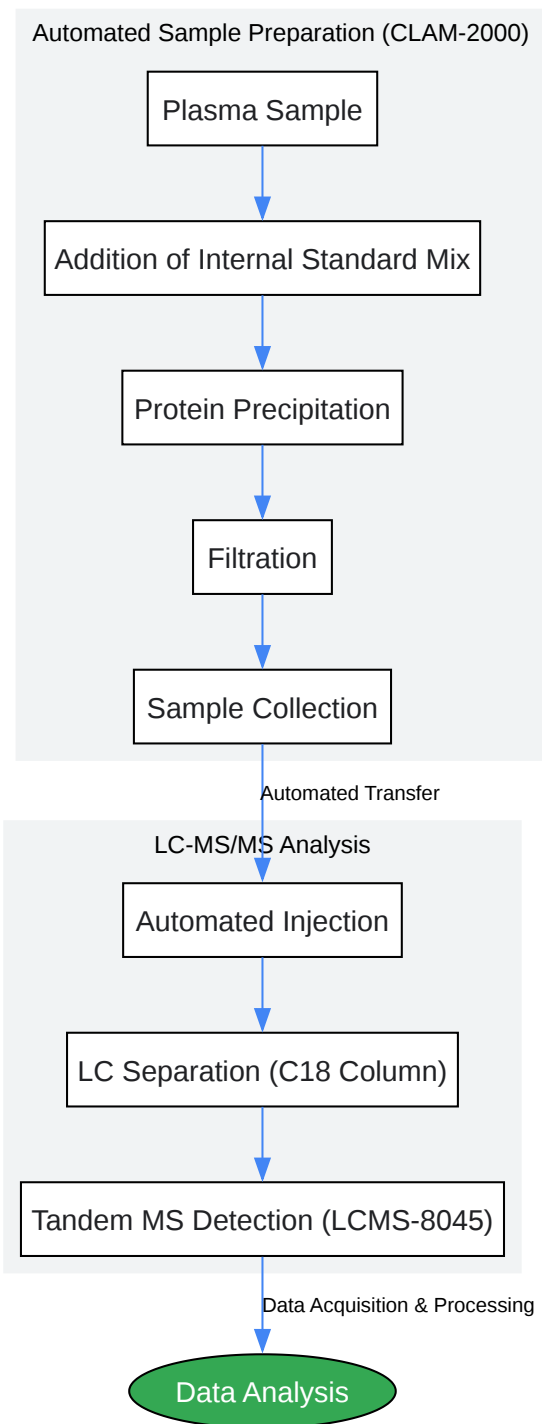 Automated Sample Preparation (CLAM-2000)
Plasma Sample
Addition of Internal Standard Mix
Protein Precipitation
Filtration
Sample Collection
Automated Transfer
LC-MS/MS Analysis
Automated Injection
LC Separation (C18 Column)
Tandem MS Detection (LCMS-8045)
Data Acquisition & Processing
Data Analysis